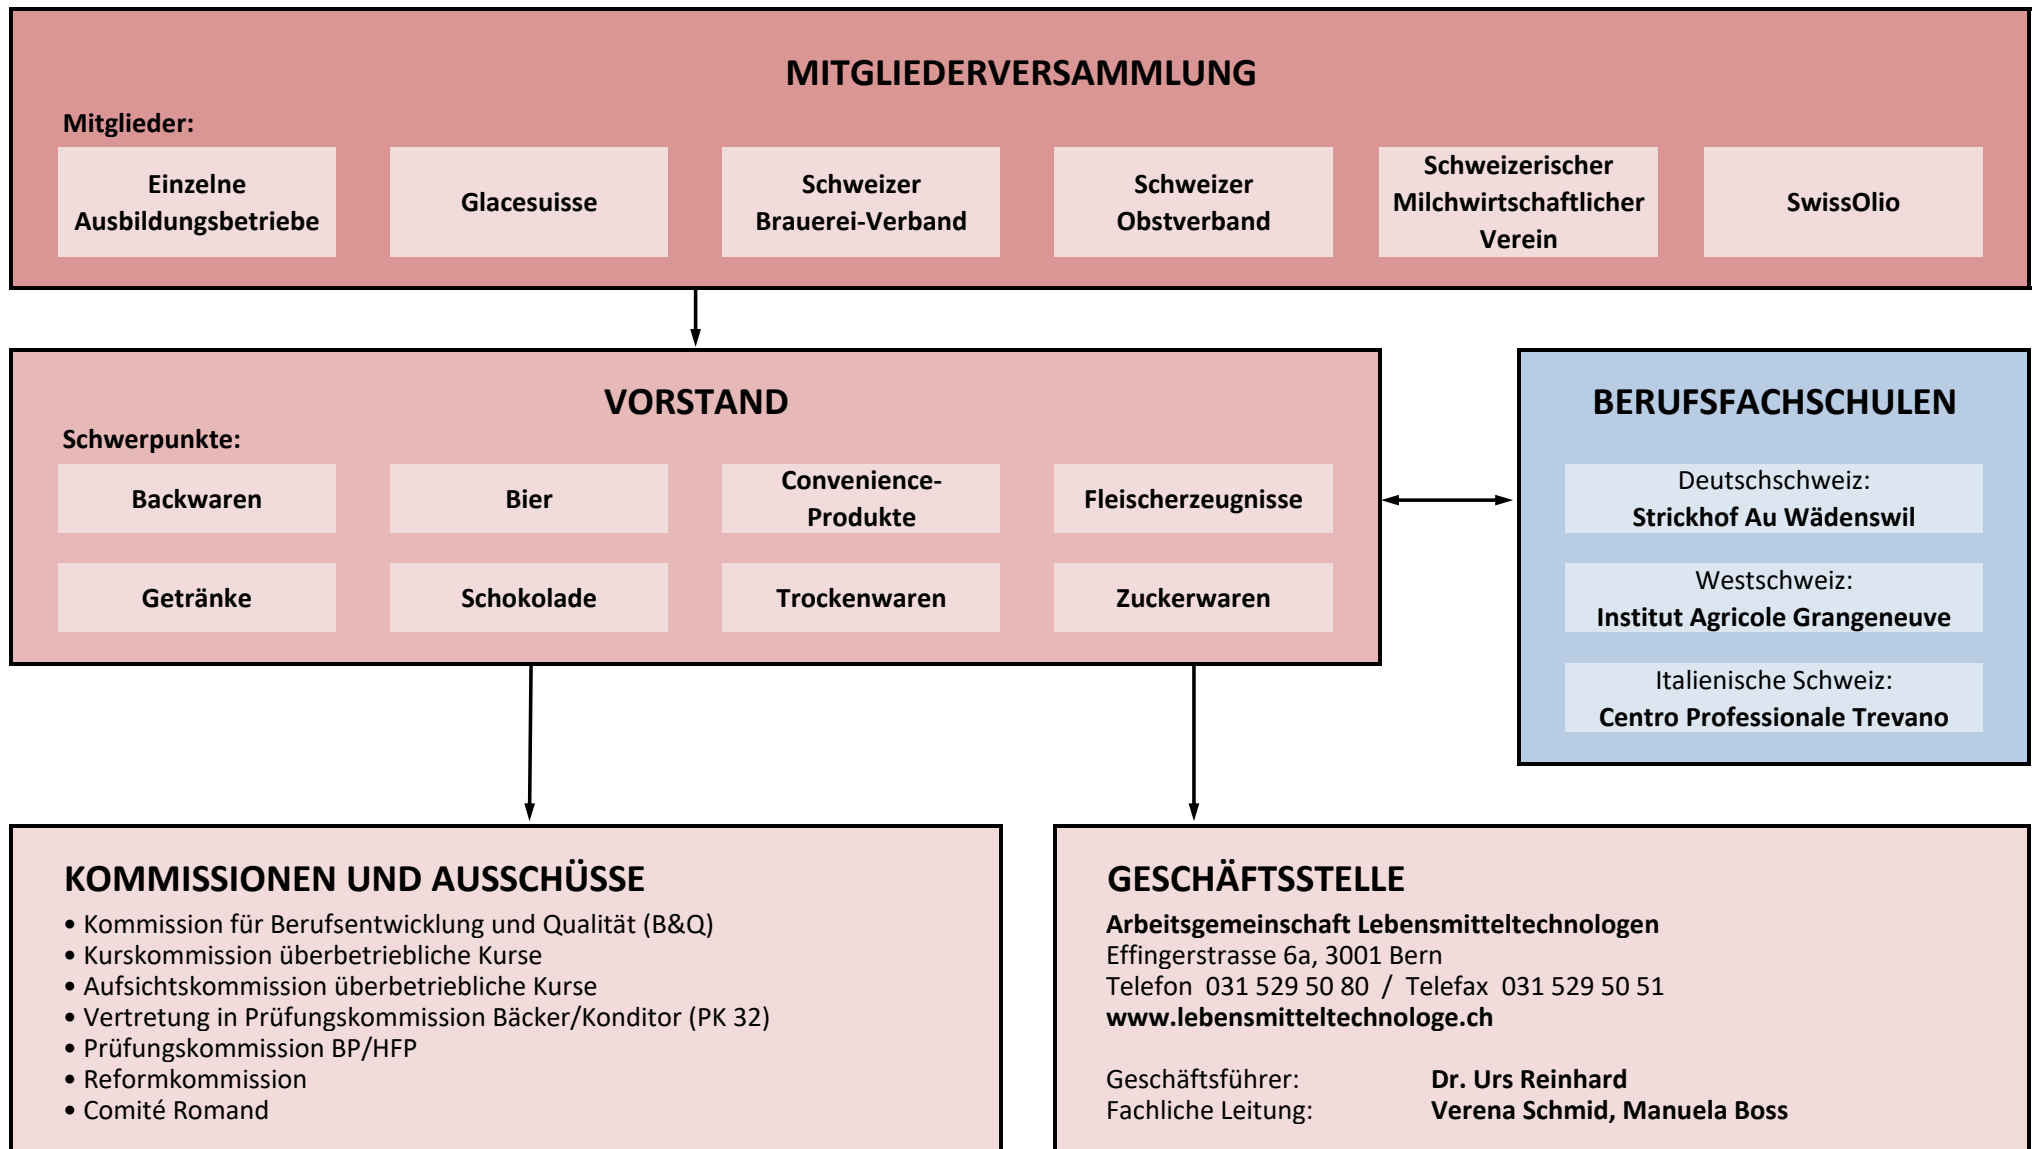 MITGLIEDERVERSAMMLUNG
Mitglieder:
Einzelne
Ausbildungsbetriebe
Glacesuisse
Schweizer
Brauerei-Verband
Schweizer
Obstverband
Schweizerischer
Milchwirtschaftlicher
Verein
SwissOlio
VORSTAND
Schwerpunkte:
Backwaren
Bier
Convenience-
Produkte
Fleischerzeugnisse
Getränke
Schokolade
Trockenwaren
Zuckerwaren
BERUFSFACHSCHULEN
Deutschschweiz:
Strickhof Au Wädenswil
Westschweiz:
Institut Agricole Grangeneuve
Italienische Schweiz:
Centro Professionale Trevano
KOMMISSIONEN UND AUSSCHÜSSE
• Kommission für Berufsentwicklung und Qualität (B&Q)
• Kurskommission überbetriebliche Kurse
• Aufsichtskommission überbetriebliche Kurse
• Vertretung in Prüfungskommission Bäcker/Konditor (PK 32)
• Prüfungskommission BP/HFP
• Reformkommission
• Comité Romand
GESCHÄFTSSTELLE
Arbeitsgemeinschaft Lebensmitteltechnologen
Effingerstrasse 6a, 3001 Bern
Telefon 031 529 50 80 / Telefax 031 529 50 51
www.lebensmitteltechnologe.ch
Geschäftsführer: Dr. Urs Reinhard
Fachliche Leitung: Verena Schmid, Manuela Boss